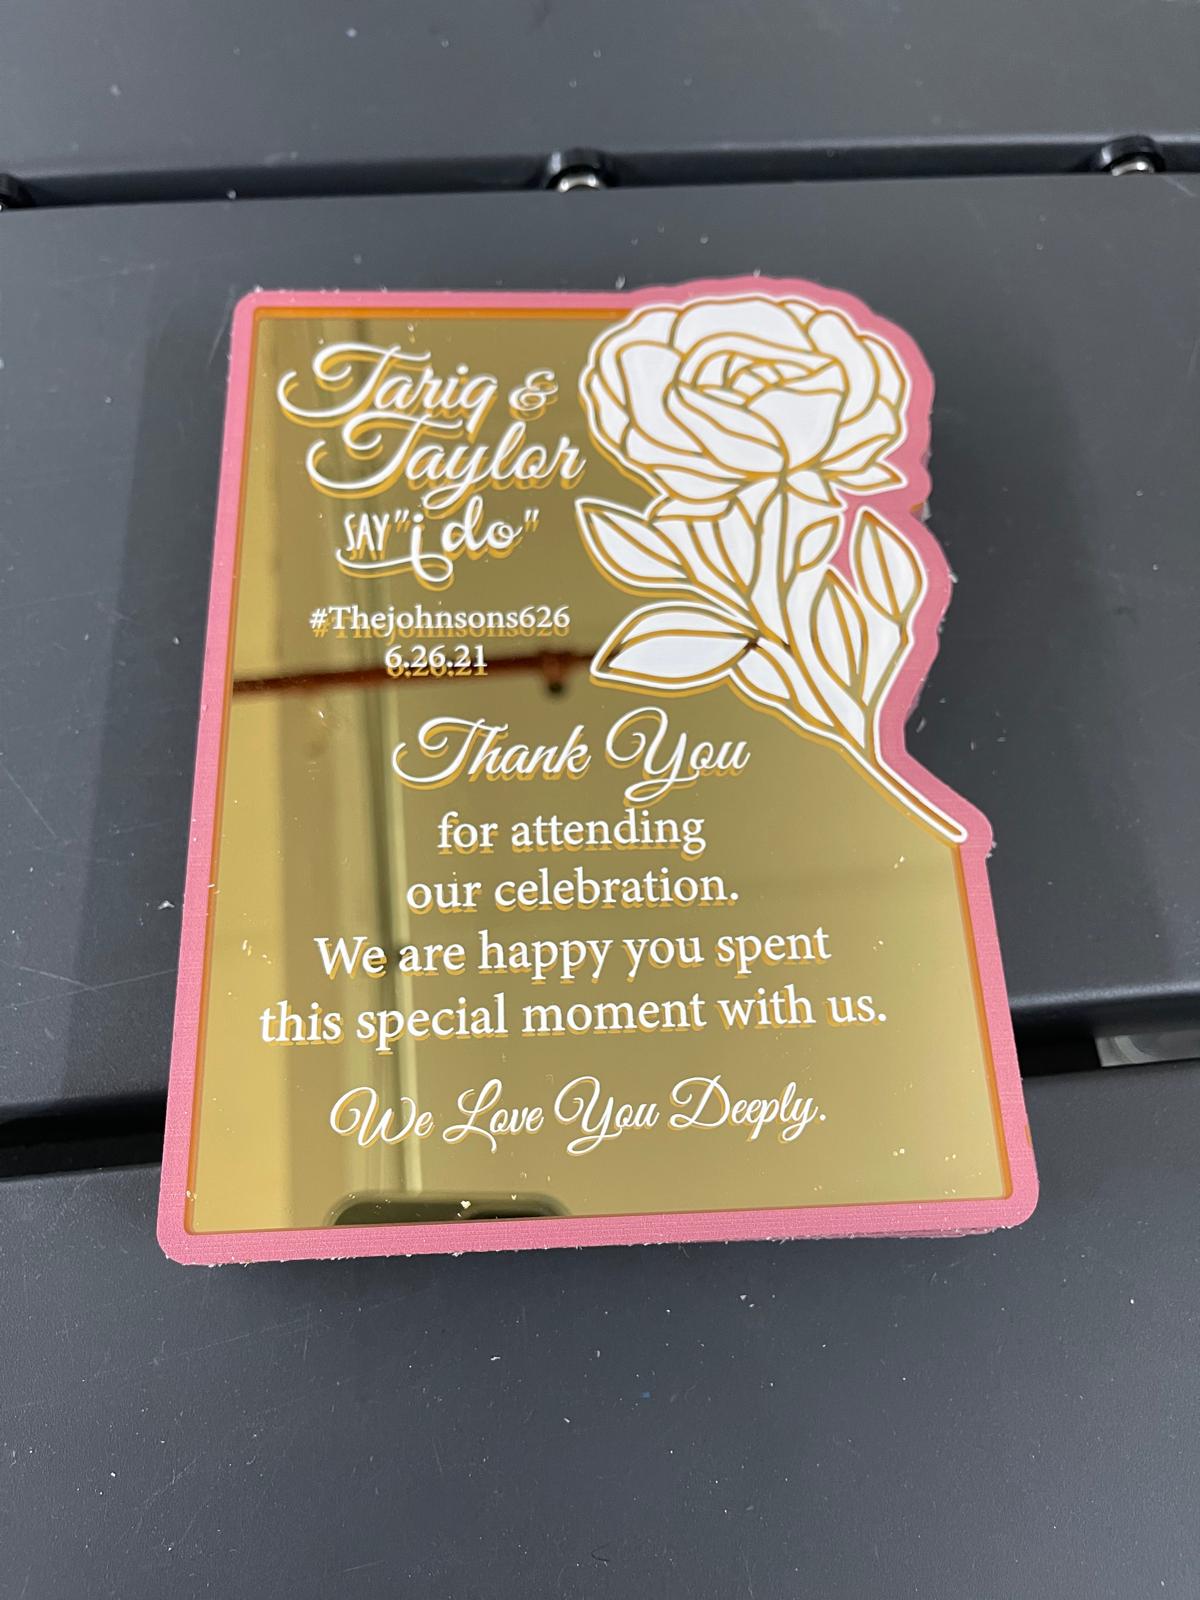 Tariq &
Taylor
SAY "i do"
#Thejohnsons626
6.26.21
Thank You
for attending
our celebration.
We are happy you spent
this special moment with us.
We Love You Deeply.